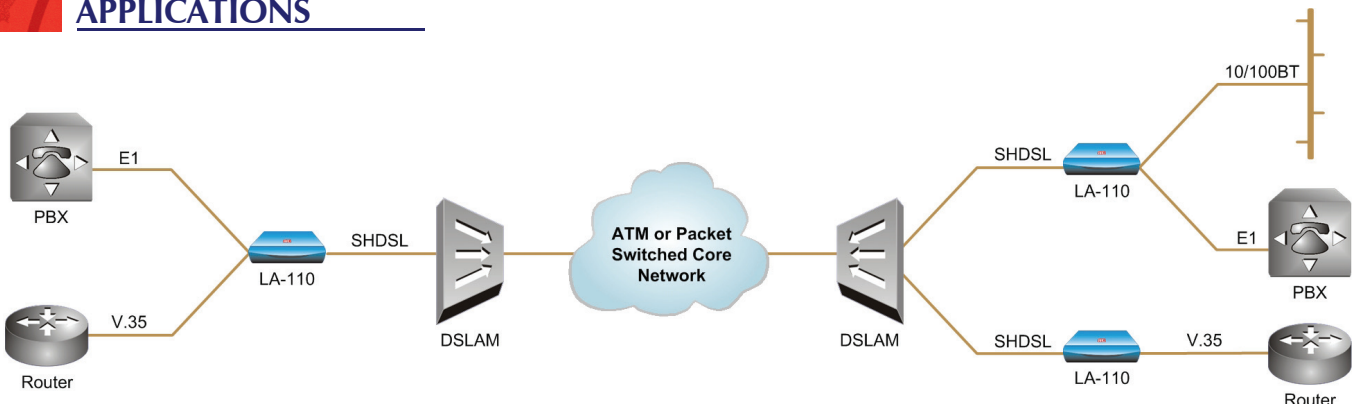 APPLICATIONS
10/100BT
E1
SHDSL
LA-110
PBX
SHDSL
ATM or Packet
Switched Core
Network
E1
LA-110
PBX
V.35
DSLAM
DSLAM
SHDSL
V.35
LA-110
Router
Router